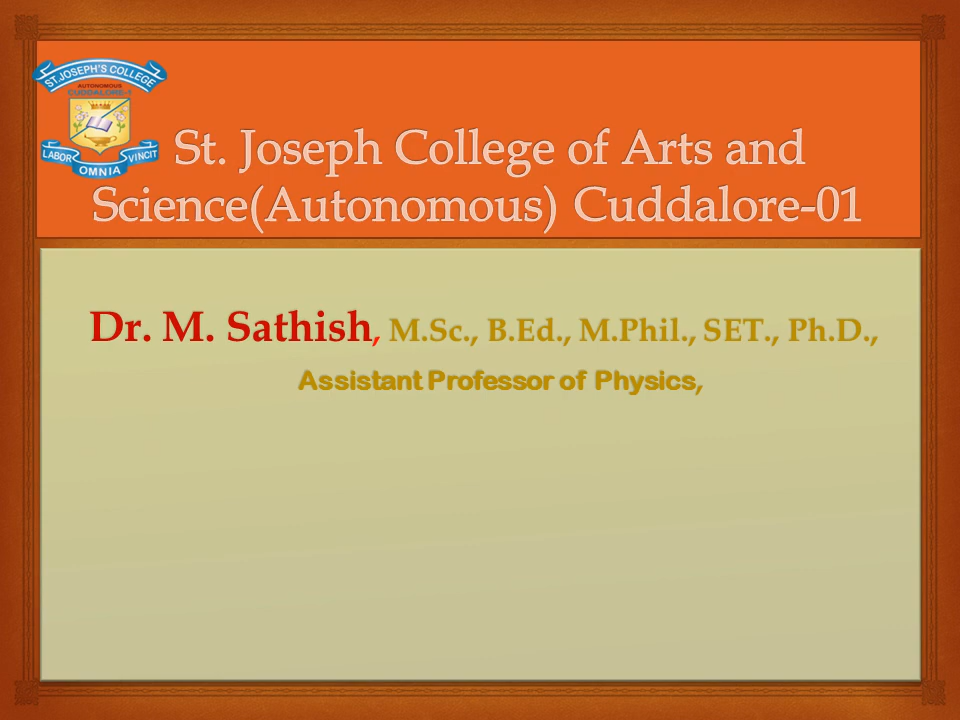 ST.JOSEPH'S COLLEGE
AUTONOMOUS
CUDDALORE-1
LABOR OMNIA VINCIT
St. Joseph College of Arts and
Science(Autonomous) Cuddalore-01
Dr. M. Sathish, M.Sc., B.Ed., M.Phil., SET., Ph.D.,
Assistant Professor of Physics,